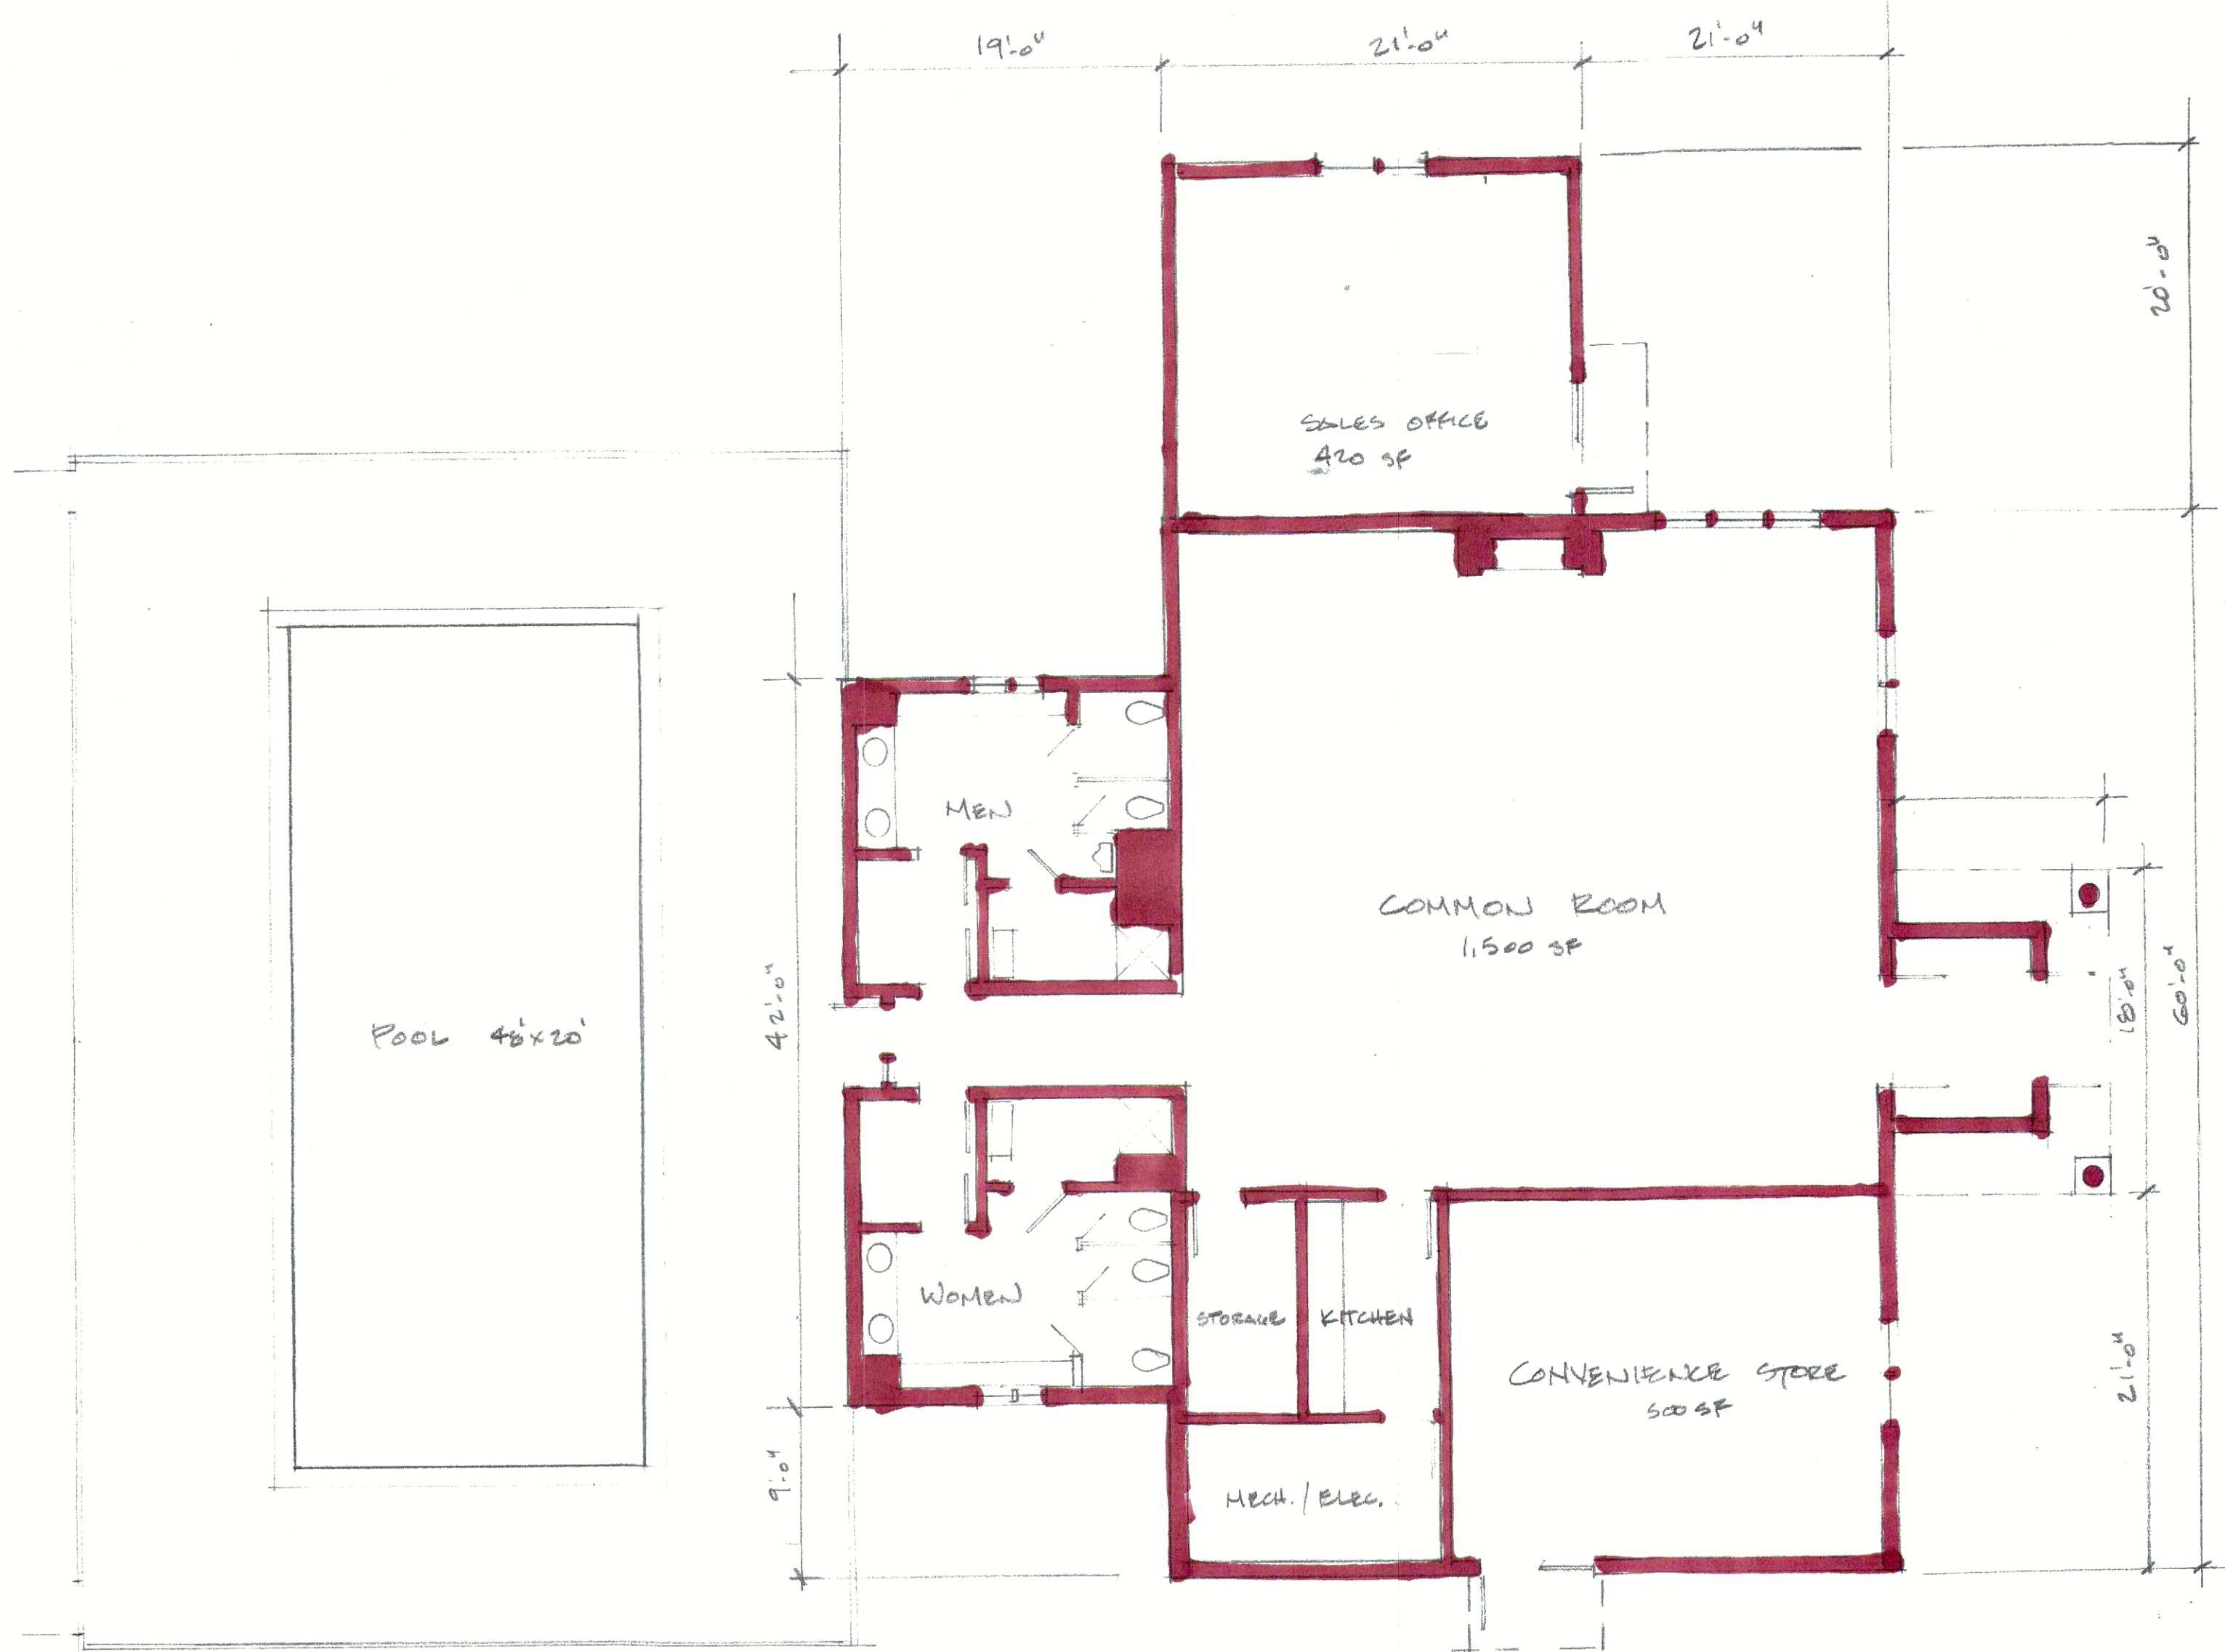 19'-0"
21'-0"
21'-0"
20'-0"
SALES OFFICE
420 SF
MEN
COMMON ROOM
1,500 SF
POOL 48'x20'
42'-0"
18'-0"
60'-0"
WOMEN
STORAGE
KITCHEN
CONVENIENCE STORE
500 SF
21'-0"
9'-0"
MECH. / ELEC.